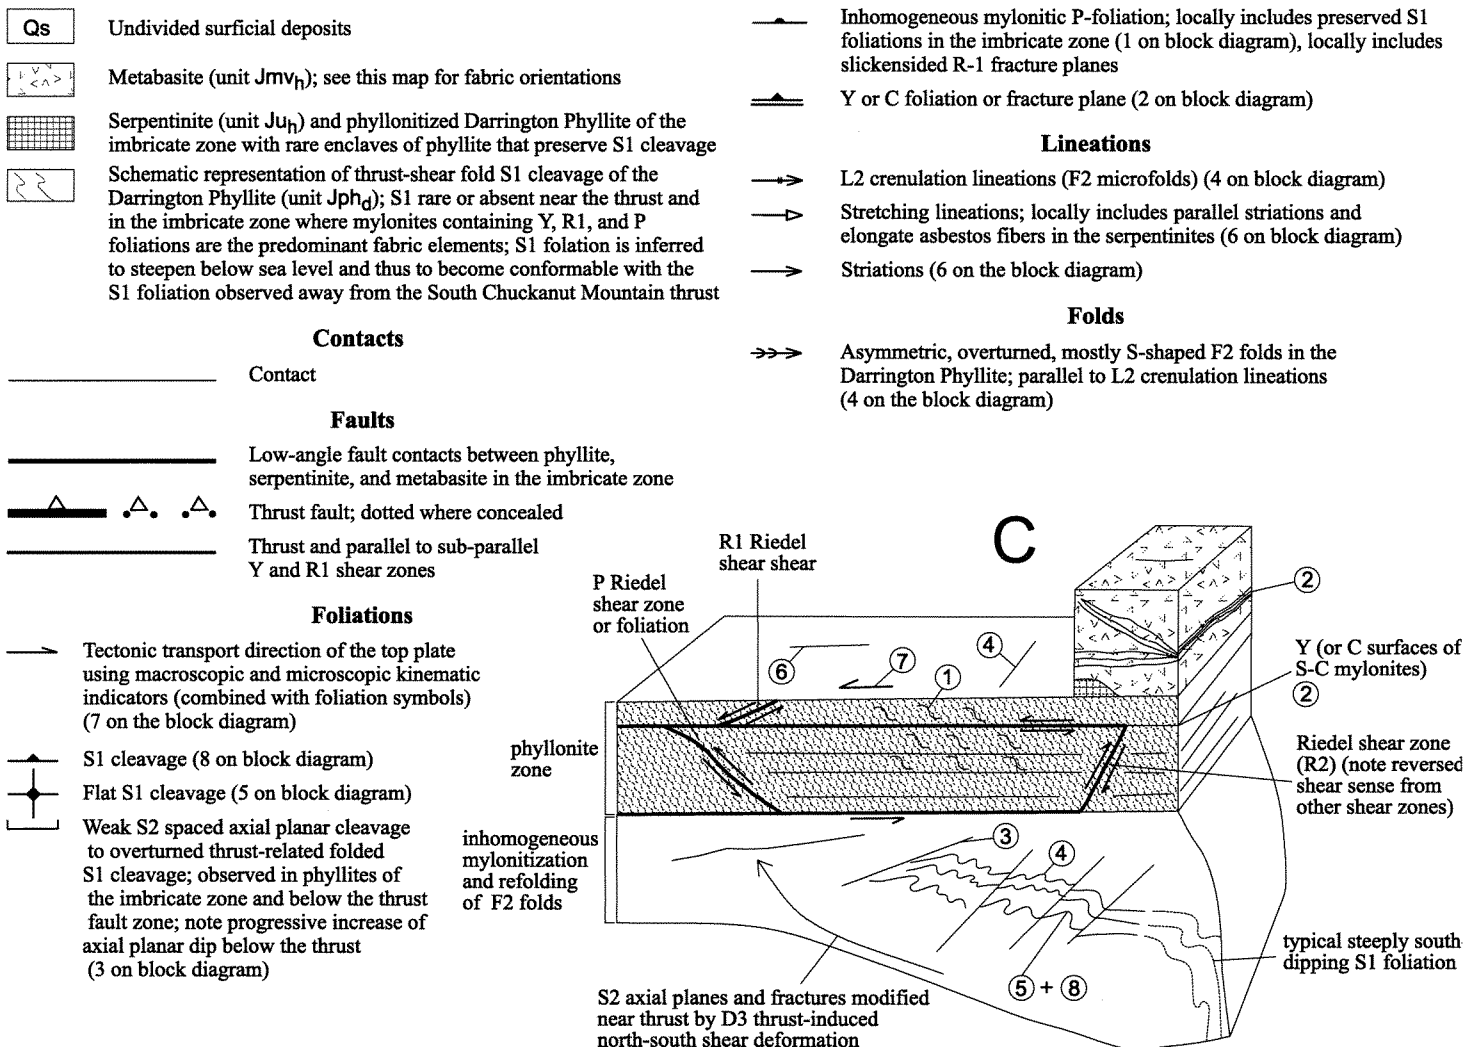 Qs
Undivided surficial deposits
Metabasite (unit Jmvh); see this map for fabric orientations
Serpentinite (unit Juh) and phyllonitized Darrington Phyllite of the
imbricate zone with rare enclaves of phyllite that preserve S1 cleavage
Schematic representation of thrust-shear fold S1 cleavage of the
Darrington Phyllite (unit Jphd); S1 rare or absent near the thrust and
in the imbricate zone where mylonites containing Y, R1, and P
foliations are the predominant fabric elements; S1 folation is inferred
to steepen below sea level and thus to become conformable with the
S1 foliation observed away from the South Chuckanut Mountain thrust
Contacts
Contact
Faults
Low-angle fault contacts between phyllite,
serpentinite, and metabasite in the imbricate zone
Thrust fault; dotted where concealed
Thrust and parallel to sub-parallel
Y and R1 shear zones
Foliations
Tectonic transport direction of the top plate
using macroscopic and microscopic kinematic
indicators (combined with foliation symbols)
(7 on the block diagram)
S1 cleavage (8 on block diagram)
Flat S1 cleavage (5 on block diagram)
Weak S2 spaced axial planar cleavage
to overturned thrust-related folded
S1 cleavage; observed in phyllites of
the imbricate zone and below the thrust
fault zone; note progressive increase of
axial planar dip below the thrust
(3 on block diagram)
Inhomogeneous mylonitic P-foliation; locally includes preserved S1
foliations in the imbricate zone (1 on block diagram), locally includes
slickensided R-1 fracture planes
Y or C foliation or fracture plane (2 on block diagram)
Lineations
L2 crenulation lineations (F2 microfolds) (4 on block diagram)
Stretching lineations; locally includes parallel striations and
elongate asbestos fibers in the serpentinites (6 on block diagram)
Striations (6 on the block diagram)
Folds
Asymmetric, overturned, mostly S-shaped F2 folds in the
Darrington Phyllite; parallel to L2 crenulation lineations
(4 on the block diagram)
C
R1 Riedel
shear shear
P Riedel
shear zone
or foliation
2
4
6
7
1
Y (or C surfaces of
S-C mylonites)
2
phyllonite
zone
Riedel shear zone
(R2) (note reversed
shear sense from
other shear zones)
inhomogeneous
mylonitization
and refolding
of F2 folds
3
4
5 + 8
typical steeply south
dipping S1 foliation
S2 axial planes and fractures modified
near thrust by D3 thrust-induced
north-south shear deformation